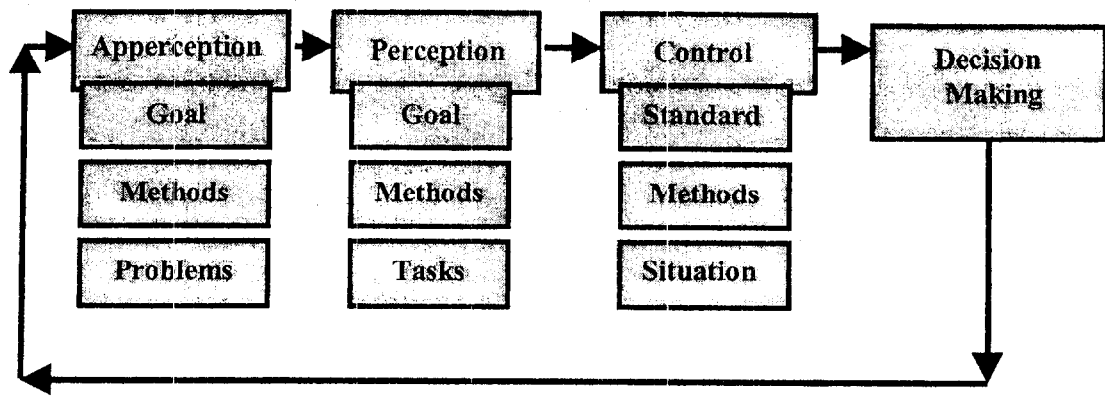 Apperception
Goal
Methods
Problems
Perception
Goal
Methods
Tasks
Control
Standard
Methods
Situation
Decision
Making